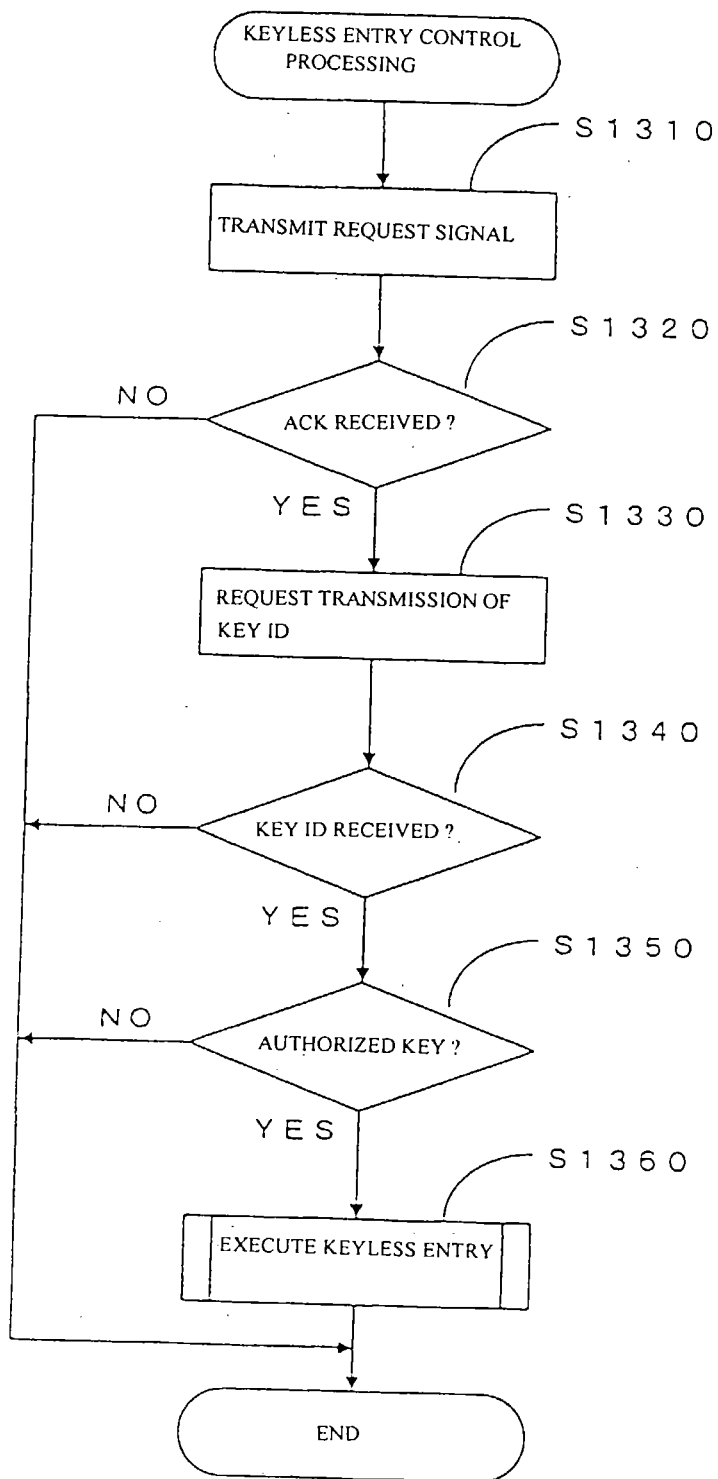 KEYLESS ENTRY CONTROL
PROCESSING
S1310
TRANSMIT REQUEST SIGNAL
S1320
NO
ACK RECEIVED ?
YES
S1330
REQUEST TRANSMISSION OF
KEY ID
S1340
NO
KEY ID RECEIVED ?
YES
S1350
NO
AUTHORIZED KEY ?
YES
S1360
EXECUTE KEYLESS ENTRY
END